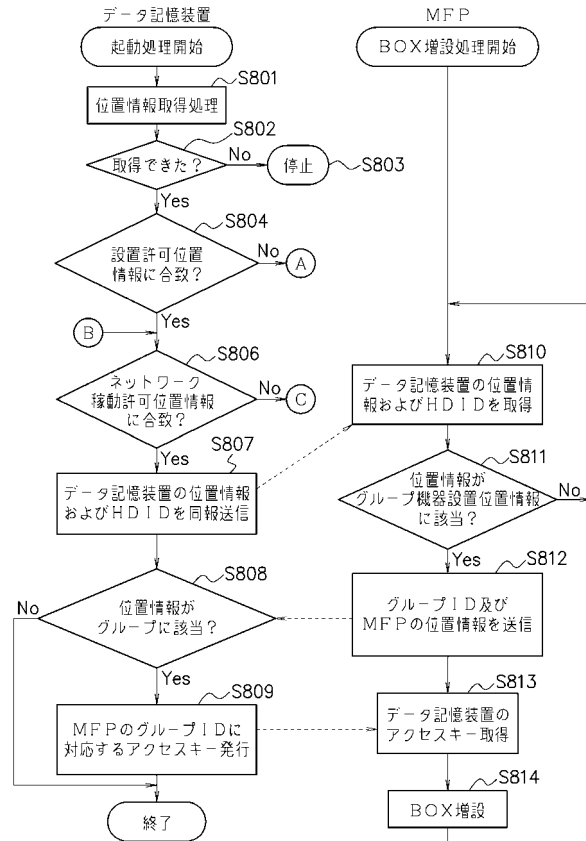 データ記憶装置
起動処理開始
S801
位置情報取得処理
S802
取得できた？
No
停止
S803
Yes
S804
設置許可位置
情報に合致？
No
A
Yes
B
S806
ネットワーク
稼動許可位置情報
に合致？
No
C
Yes
S807
データ記憶装置の位置情報
およびＨＤＩＤを同報送信
S808
位置情報が
グループに該当？
No
Yes
S809
ＭＦＰのグループＩＤに
対応するアクセスキー発行
終了
ＭＦＰ
ＢＯＸ増設処理開始
S810
データ記憶装置の位置情
報およびＨＤＩＤを取得
S811
位置情報が
グループ機器設置位置情報
に該当？
No
Yes
S812
グループＩＤ及び
ＭＦＰの位置情報を送信
S813
データ記憶装置の
アクセスキー取得
S814
ＢＯＸ増設